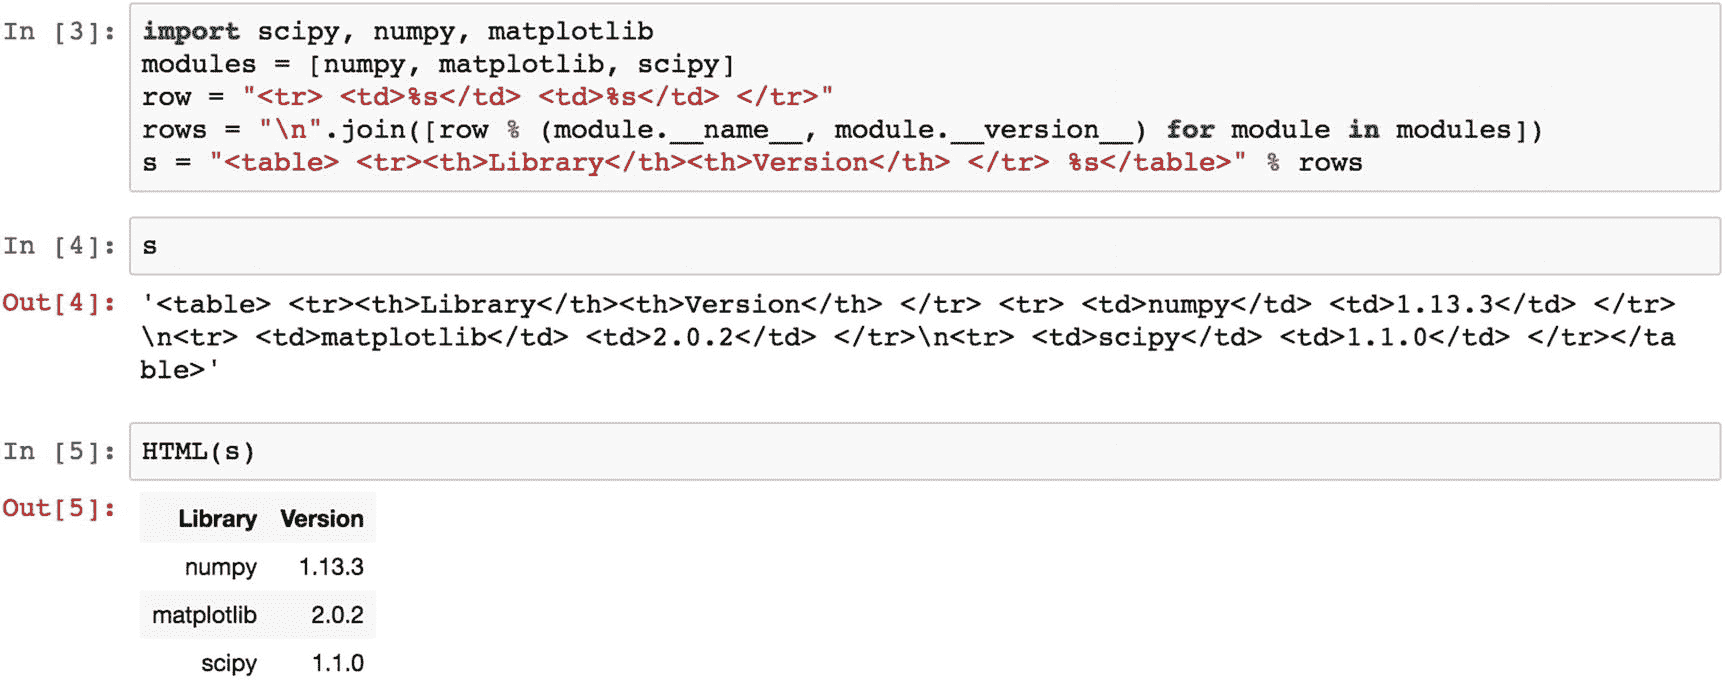 In [3]: import scipy, numpy, matplotlib
modules = [numpy, matplotlib, scipy]
row = "<tr> <td>%s</td> <td>%s</td> </tr>"
rows = "\n".join([row % (module.__name__, module.__version__) for module in modules])
s = "<table> <tr><th>Library</th><th>Version</th> </tr> %s</table>" % rows
In [4]: s
Out[4]: '<table> <tr><th>Library</th><th>Version</th> </tr> <tr> <td>numpy</td> <td>1.13.3</td> </tr>
\n<tr> <td>matplotlib</td> <td>2.0.2</td> </tr>\n<tr> <td>scipy</td> <td>1.1.0</td> </tr></ta
ble>'
In [5]: HTML(s)
Out[5]:
Library Version
numpy 1.13.3
matplotlib 2.0.2
scipy 1.1.0